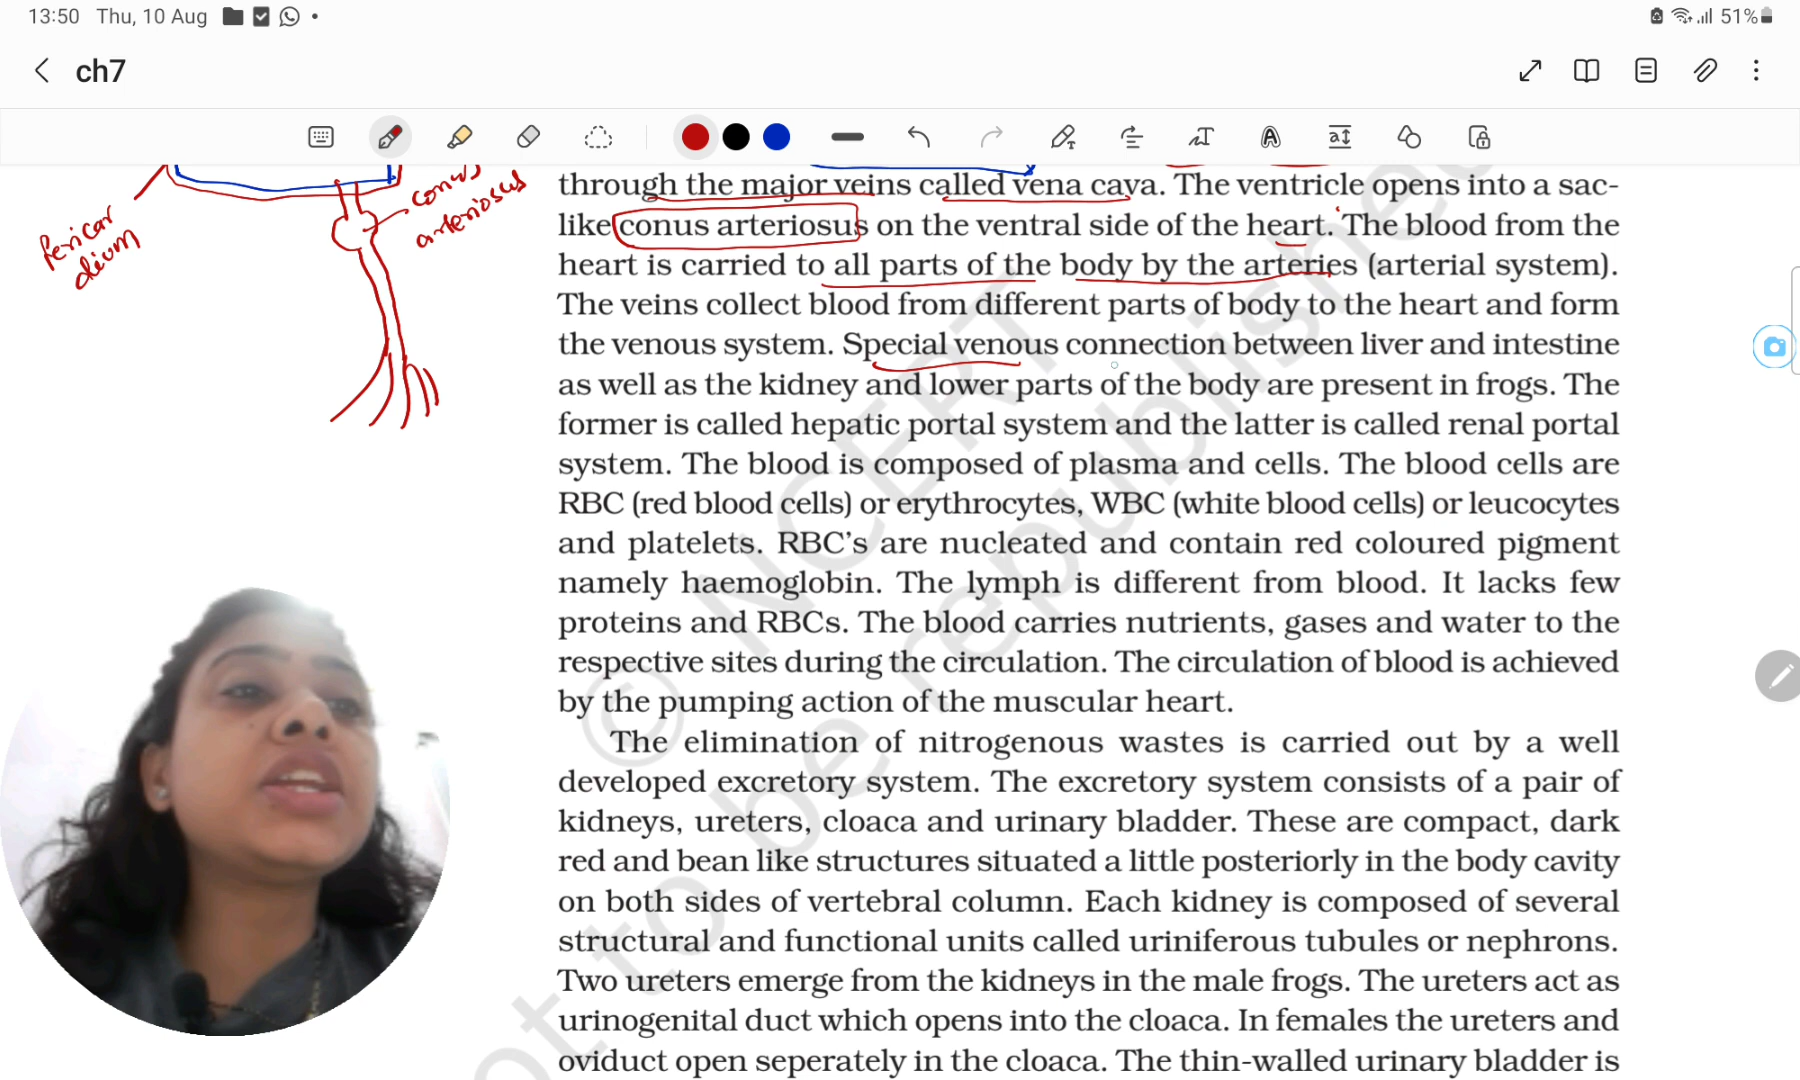 13:50 Thu, 10 Aug
51%
ch7
Pericar
dium
conus
arteriosus
through the major veins called vena cava. The ventricle opens into a sac-
like conus arteriosus on the ventral side of the heart. The blood from the
heart is carried to all parts of the body by the arteries (arterial system).
The veins collect blood from different parts of body to the heart and form
the venous system. Special venous connection between liver and intestine
as well as the kidney and lower parts of the body are present in frogs. The
former is called hepatic portal system and the latter is called renal portal
system. The blood is composed of plasma and cells. The blood cells are
RBC (red blood cells) or erythrocytes, WBC (white blood cells) or leucocytes
and platelets. RBC’s are nucleated and contain red coloured pigment
namely haemoglobin. The lymph is different from blood. It lacks few
proteins and RBCs. The blood carries nutrients, gases and water to the
respective sites during the circulation. The circulation of blood is achieved
by the pumping action of the muscular heart.
The elimination of nitrogenous wastes is carried out by a well
developed excretory system. The excretory system consists of a pair of
kidneys, ureters, cloaca and urinary bladder. These are compact, dark
red and bean like structures situated a little posteriorly in the body cavity
on both sides of vertebral column. Each kidney is composed of several
structural and functional units called uriniferous tubules or nephrons.
Two ureters emerge from the kidneys in the male frogs. The ureters act as
urinogenital duct which opens into the cloaca. In females the ureters and
oviduct open seperately in the cloaca. The thin-walled urinary bladder is
© NCERT
not to be republished